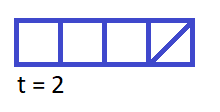 t = 2